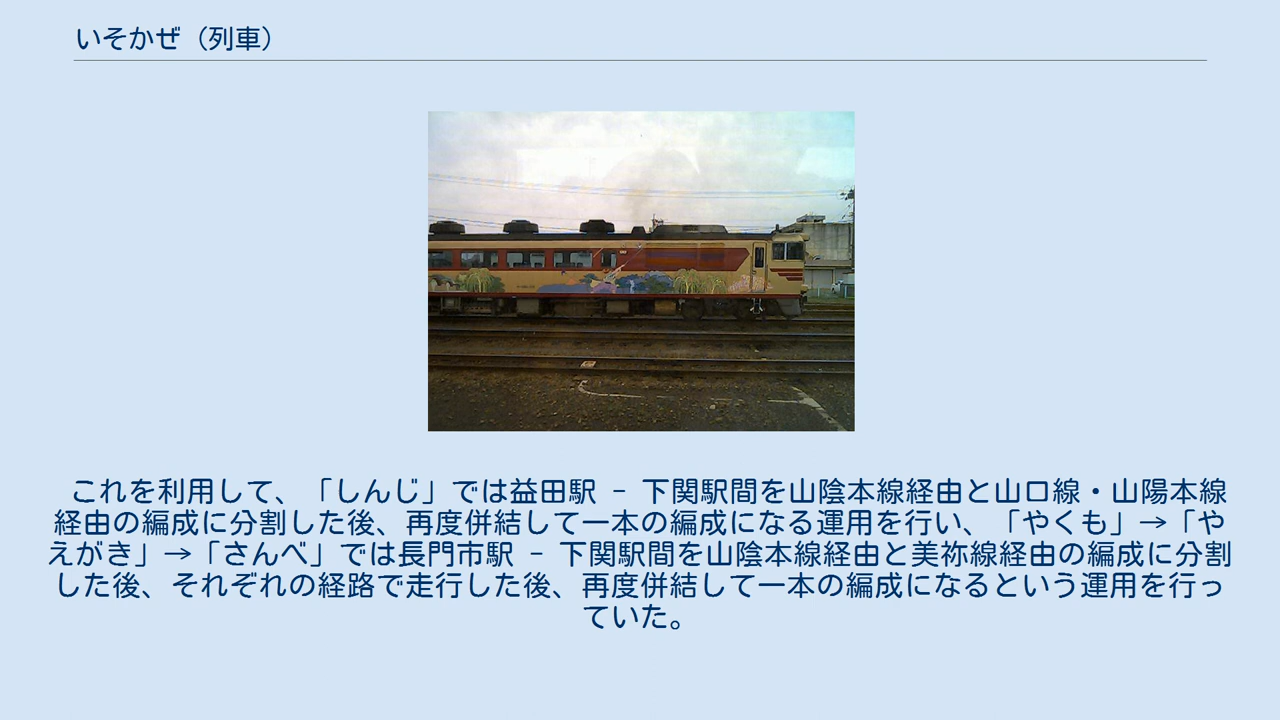 いそかぜ（列車）
これを利用して、「しんじ」では益田駅 － 下関駅間を山陰本線経由と山口線・山陽本線
経由の編成に分割した後、再度併結して一本の編成になる運用を行い、「やくも」→「や
えがき」→「さんべ」では長門市駅 － 下関駅間を山陰本線経由と美祢線経由の編成に分割
した後、それぞれの経路で走行した後、再度併結して一本の編成になるという運用を行っ
ていた。